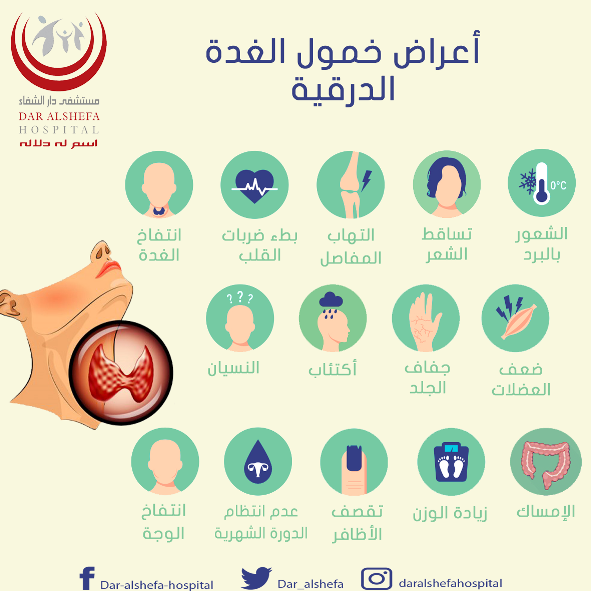 مستشفى دار الشفاء
DAR ALSHEFA
HOSPITAL
اسم له دلاله
أعراض خمول الغدة
الدرقية
الشعور
بالبرد
0°C
تساقط
الشعر
التهاب
المفاصل
بطء ضربات
القلب
انتفاخ
الغدة
ضعف
العضلات
جفاف
الجلد
أكتئاب
النسيان
? ? ?
الإمساك
زيادة الوزن
تقصف
الأظافر
عدم انتظام
الدورة الشهرية
انتفاخ
الوجة
Dar-alshefa-hospital
Dar_alshefa
daralshefahospital